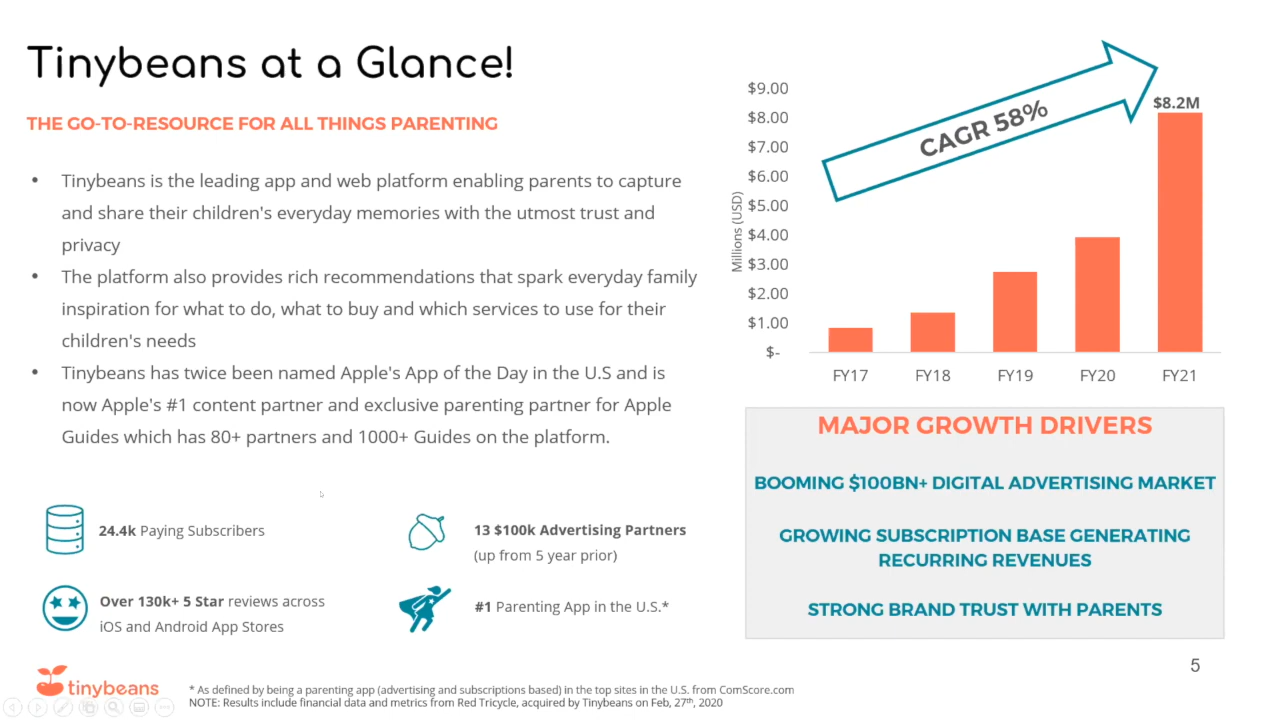 Tinybeans at a Glance!
THE GO-TO-RESOURCE FOR ALL THINGS PARENTING
• Tinybeans is the leading app and web platform enabling parents to capture
and share their children's everyday memories with the utmost trust and
privacy
• The platform also provides rich recommendations that spark everyday family
inspiration for what to do, what to buy and which services to use for their
children's needs
• Tinybeans has twice been named Apple's App of the Day in the U.S and is
now Apple's #1 content partner and exclusive parenting partner for Apple
Guides which has 80+ partners and 1000+ Guides on the platform.
24.4k Paying Subscribers
13 $100k Advertising Partners
(up from 5 year prior)
Over 130k+ 5 Star reviews across
iOS and Android App Stores
#1 Parenting App in the U.S.*
$9.00
$8.00
$7.00
$6.00
$5.00
$4.00
$3.00
$2.00
$1.00
$-
Millions (USD)
CAGR 58%
$8.2M
FY17 FY18 FY19 FY20 FY21
MAJOR GROWTH DRIVERS
BOOMING $100BN+ DIGITAL ADVERTISING MARKET
GROWING SUBSCRIPTION BASE GENERATING
RECURRING REVENUES
STRONG BRAND TRUST WITH PARENTS
5
tinybeans
* As defined by being a parenting app (advertising and subscriptions based) in the top sites in the U.S. from ComScore.com
NOTE: Results include financial data and metrics from Red Tricycle, acquired by Tinybeans on Feb, 27th, 2020